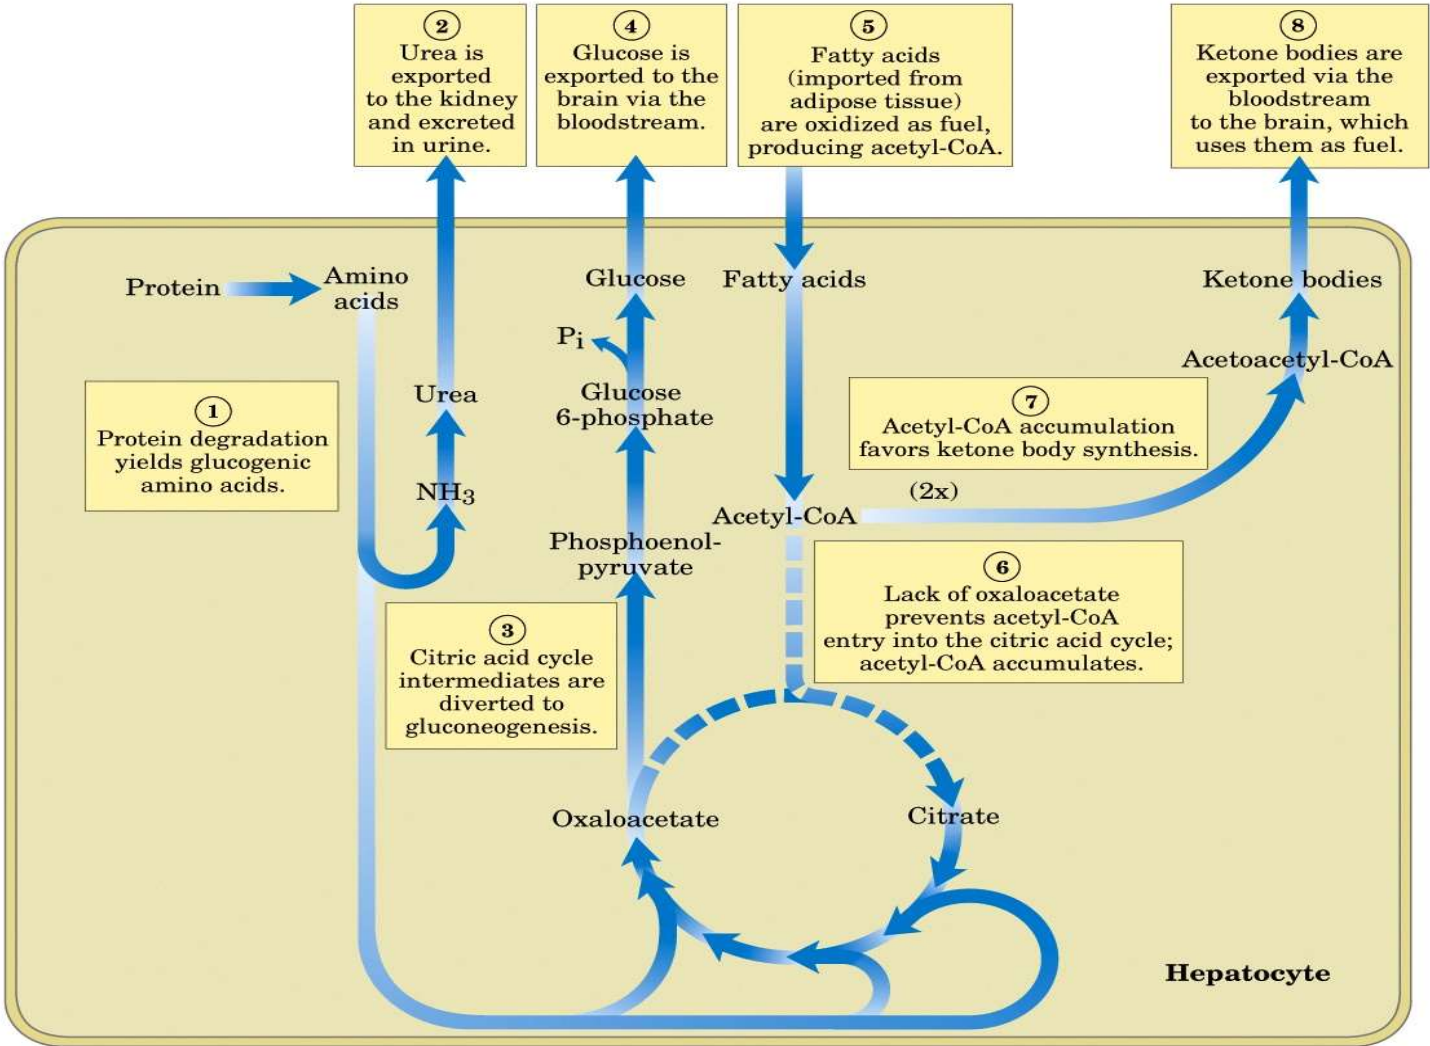 2
Urea is
exported
to the kidney
and excreted
in urine.
4
Glucose is
exported to the
brain via the
bloodstream.
5
Fatty acids
(imported from
adipose tissue)
are oxidized as fuel,
producing acetyl-CoA.
8
Ketone bodies are
exported via the
bloodstream
to the brain, which
uses them as fuel.
Protein
Amino
acids
Glucose
Fatty acids
Ketone bodies
Pi
Acetoacetyl-CoA
Urea
Glucose
6-phosphate
1
Protein degradation
yields glucogenic
amino acids.
7
Acetyl-CoA accumulation
favors ketone body synthesis.
NH3
(2x)
Acetyl-CoA
Phosphoenol-
pyruvate
6
Lack of oxaloacetate
prevents acetyl-CoA
entry into the citric acid cycle;
acetyl-CoA accumulates.
3
Citric acid cycle
intermediates are
diverted to
gluconeogenesis.
Oxaloacetate
Citrate
Hepatocyte